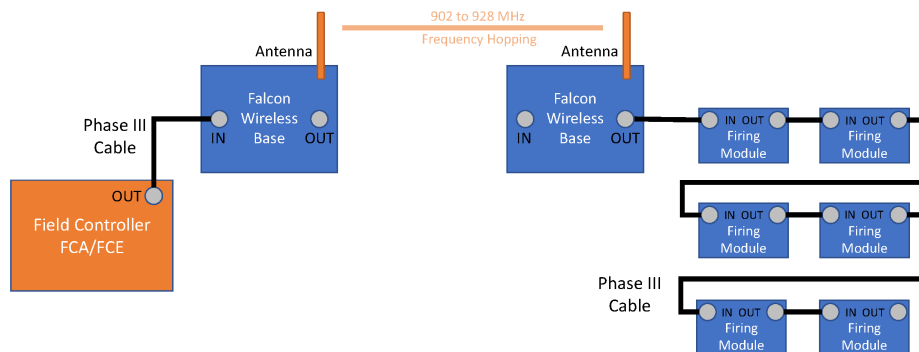 902 to 928 MHz
Frequency Hopping
Antenna
Antenna
Falcon
Wireless
Base
IN
OUT
Falcon
Wireless
Base
IN
OUT
Phase III
Cable
OUT
Field Controller
FCA/FCE
IN OUT
Firing
Module
IN OUT
Firing
Module
IN OUT
Firing
Module
IN OUT
Firing
Module
Phase III
Cable
IN OUT
Firing
Module
IN OUT
Firing
Module